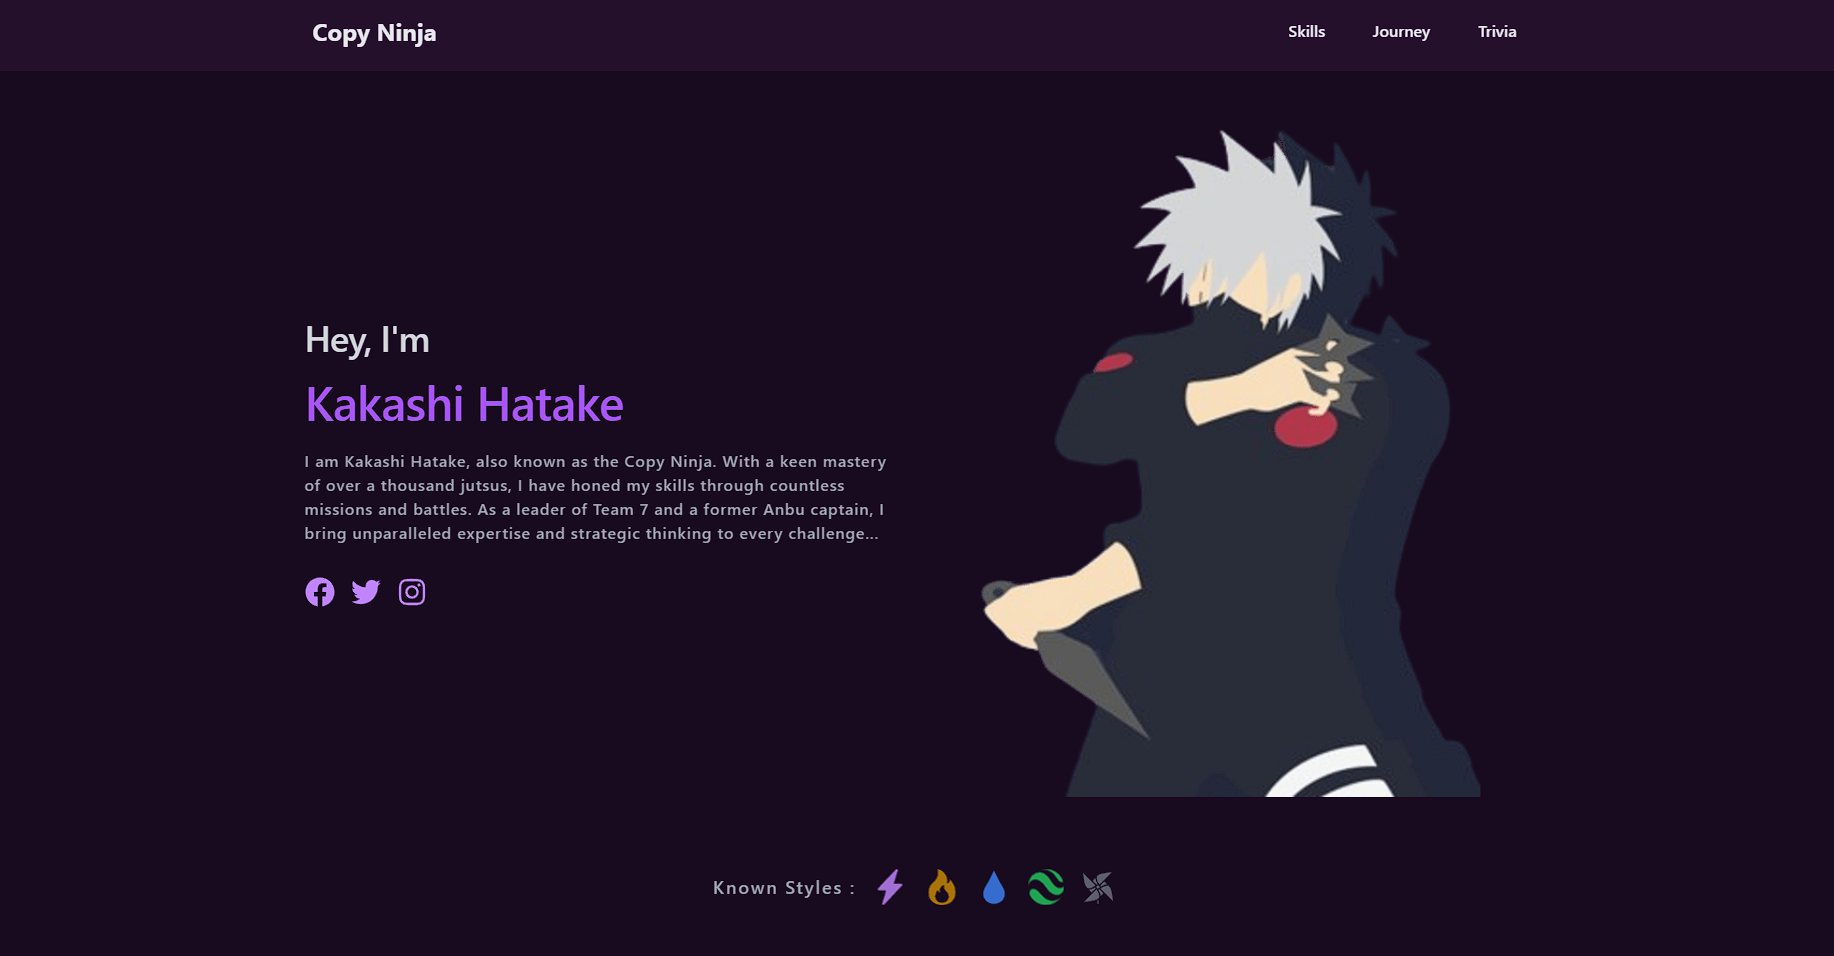 Copy Ninja
Skills
Journey
Trivia
Hey, I'm
Kakashi Hatake
I am Kakashi Hatake, also known as the Copy Ninja. With a keen mastery
of over a thousand jutsus, I have honed my skills through countless
missions and battles. As a leader of Team 7 and a former Anbu captain, I
bring unparalleled expertise and strategic thinking to every challenge...
Known Styles :